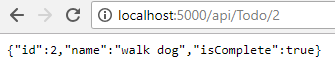 localhost:5000/api/Todo/2
{"id":2,"name":"walk dog","isComplete":true}